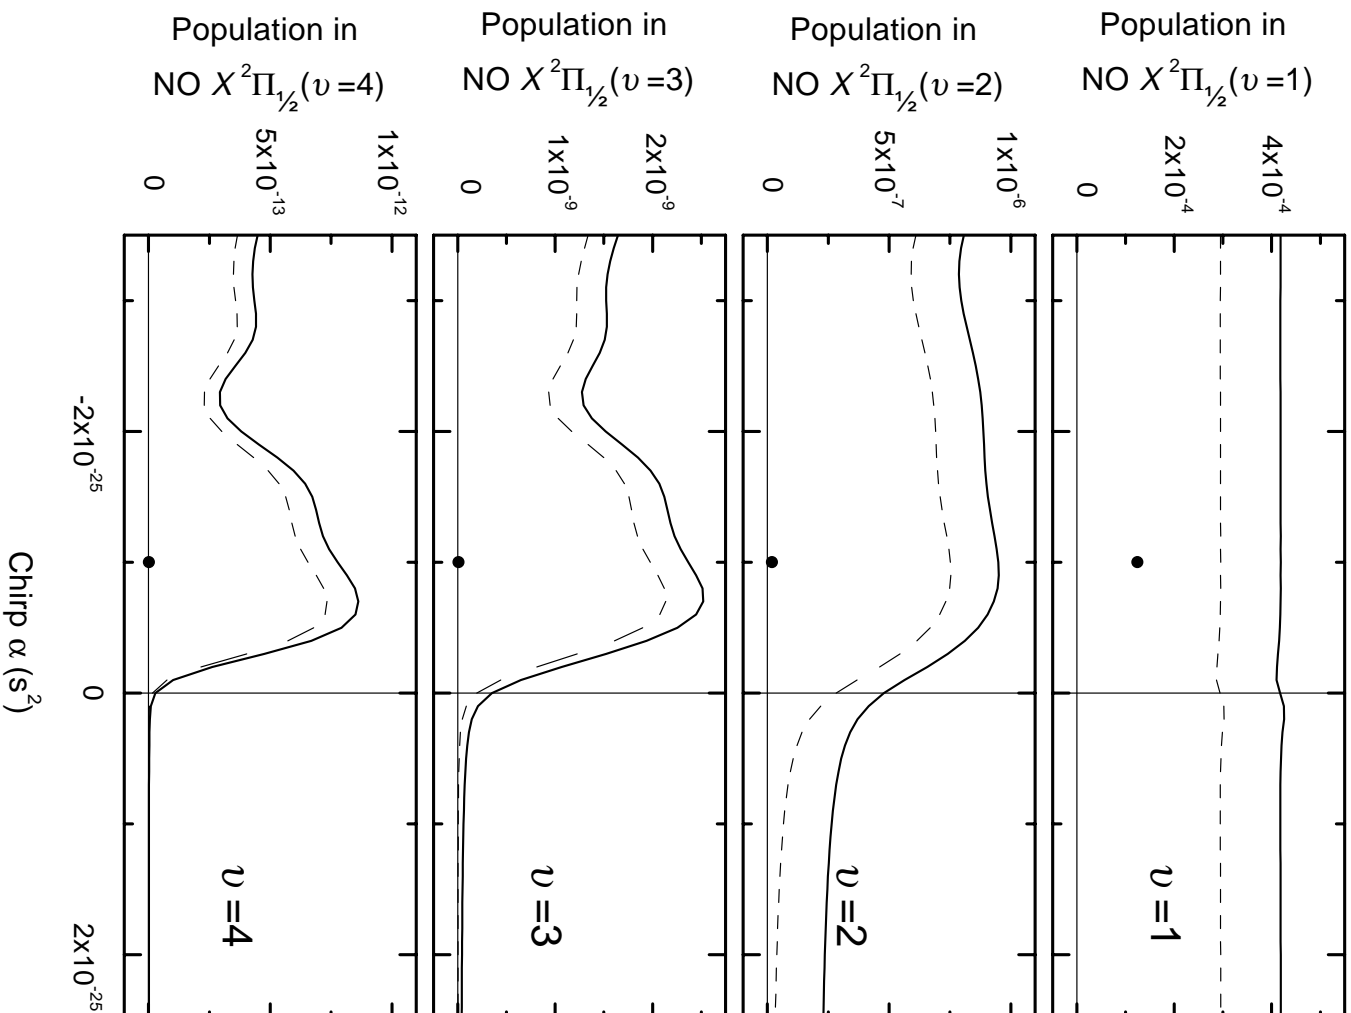 Population in
NO X ²Π½(υ =4)
Population in
NO X ²Π½(υ =3)
Population in
NO X ²Π½(υ =2)
Population in
NO X ²Π½(υ =1)
1x10⁻¹²
5x10⁻¹³
0
2x10⁻⁹
1x10⁻⁹
0
1x10⁻⁶
5x10⁻⁷
0
4x10⁻⁴
2x10⁻⁴
0
υ =4
υ =3
υ =2
υ =1
-2x10⁻²⁵
0
2x10⁻²⁵
Chirp α (s²)